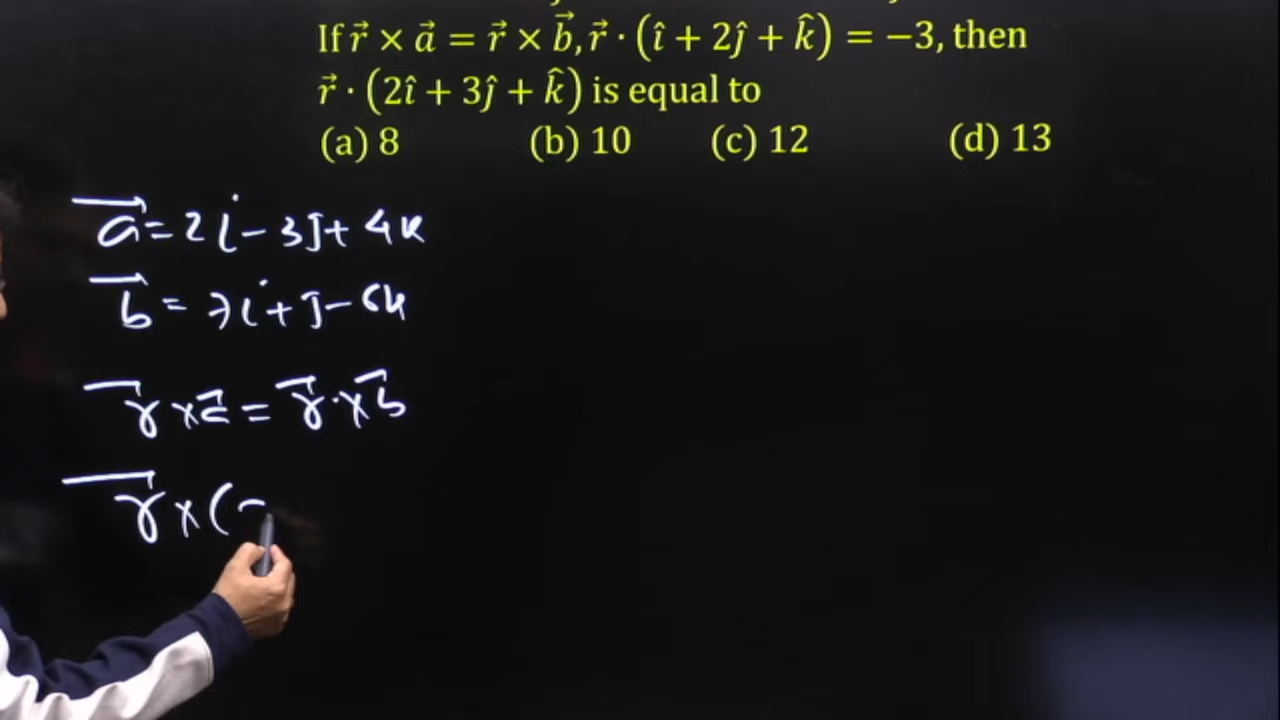 If r⃗ × a⃗ = r⃗ × b⃗, r⃗ · (î + 2ĵ + k̂) = −3, then
r⃗ · (2î + 3ĵ + k̂) is equal to
(a) 8 (b) 10 (c) 12 (d) 13
a⃗ = 2i − 3j + 4k
b⃗ = 7i + j − 6k
r⃗ × a⃗ = r⃗ · × b⃗
r⃗ × (